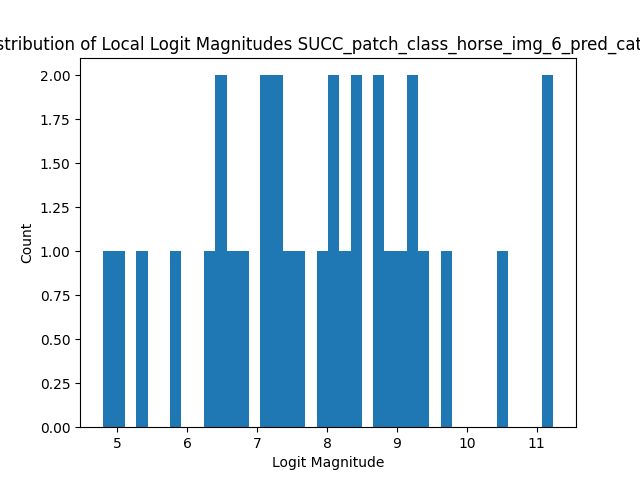 stribution of Local Logit Magnitudes SUCC_patch_class_horse_img_6_pred_cat
2.00
1.75
1.50
1.25
1.00
0.75
0.50
0.25
0.00
Count
5 6 7 8 9 10 11
Logit Magnitude